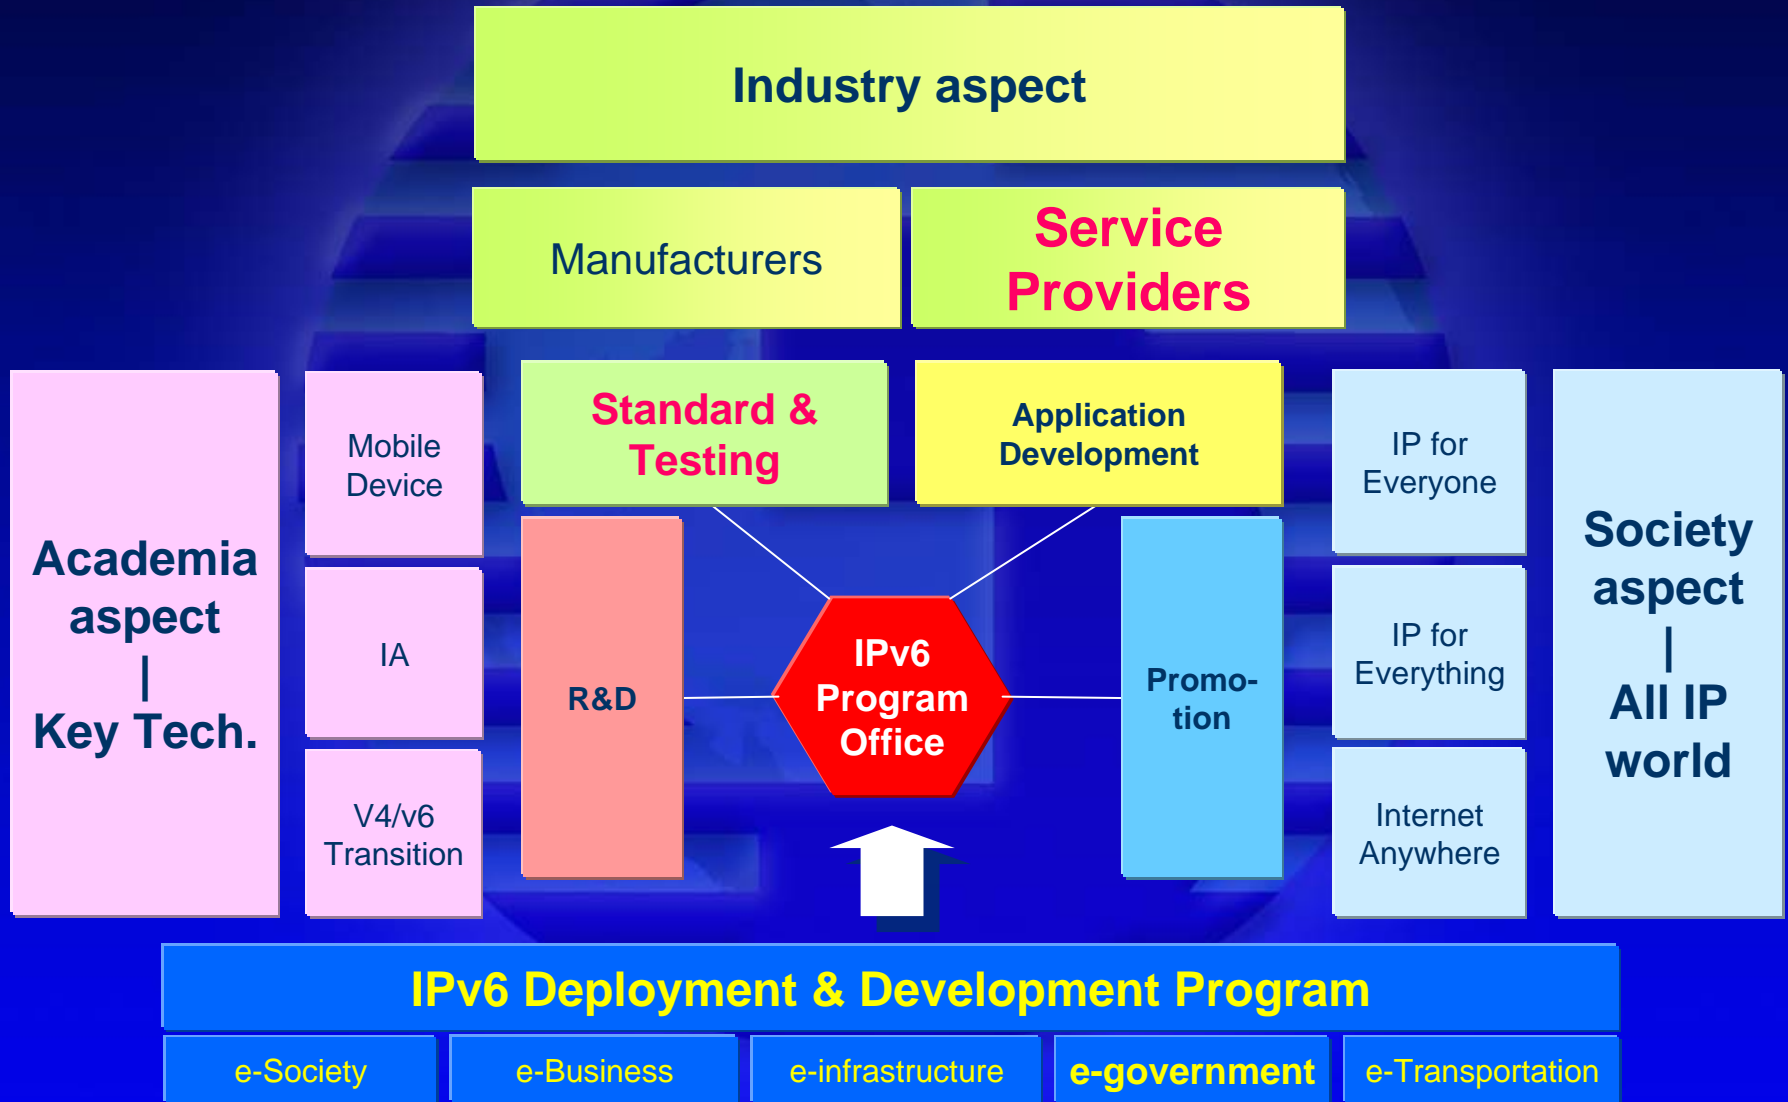 Industry aspect
Manufacturers
Service
Providers
Academia
aspect
|
Key Tech.
Mobile
Device
IA
V4/v6
Transition
Standard &
Testing
Application
Development
R&D
IPv6
Program
Office
Promo-
tion
IP for
Everyone
IP for
Everything
Internet
Anywhere
Society
aspect
|
All IP
world
IPv6 Deployment & Development Program
e-Society
e-Business
e-infrastructure
e-government
e-Transportation